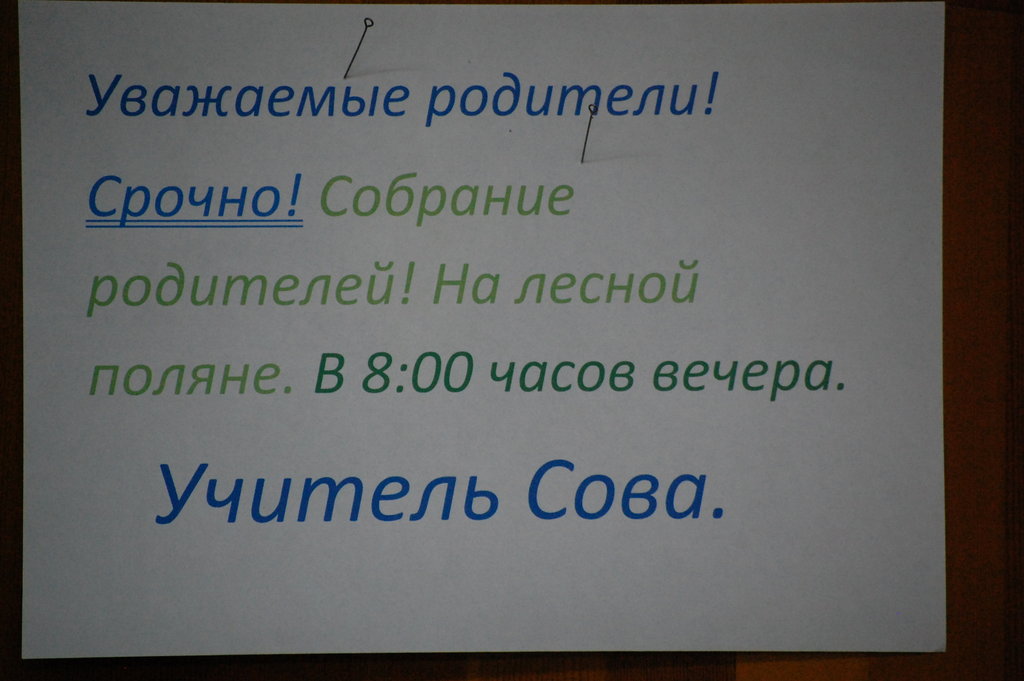 Уважаемые родители!
Срочно! Собрание
родителей! На лесной
поляне. В 8:00 часов вечера.
Учитель Сова.